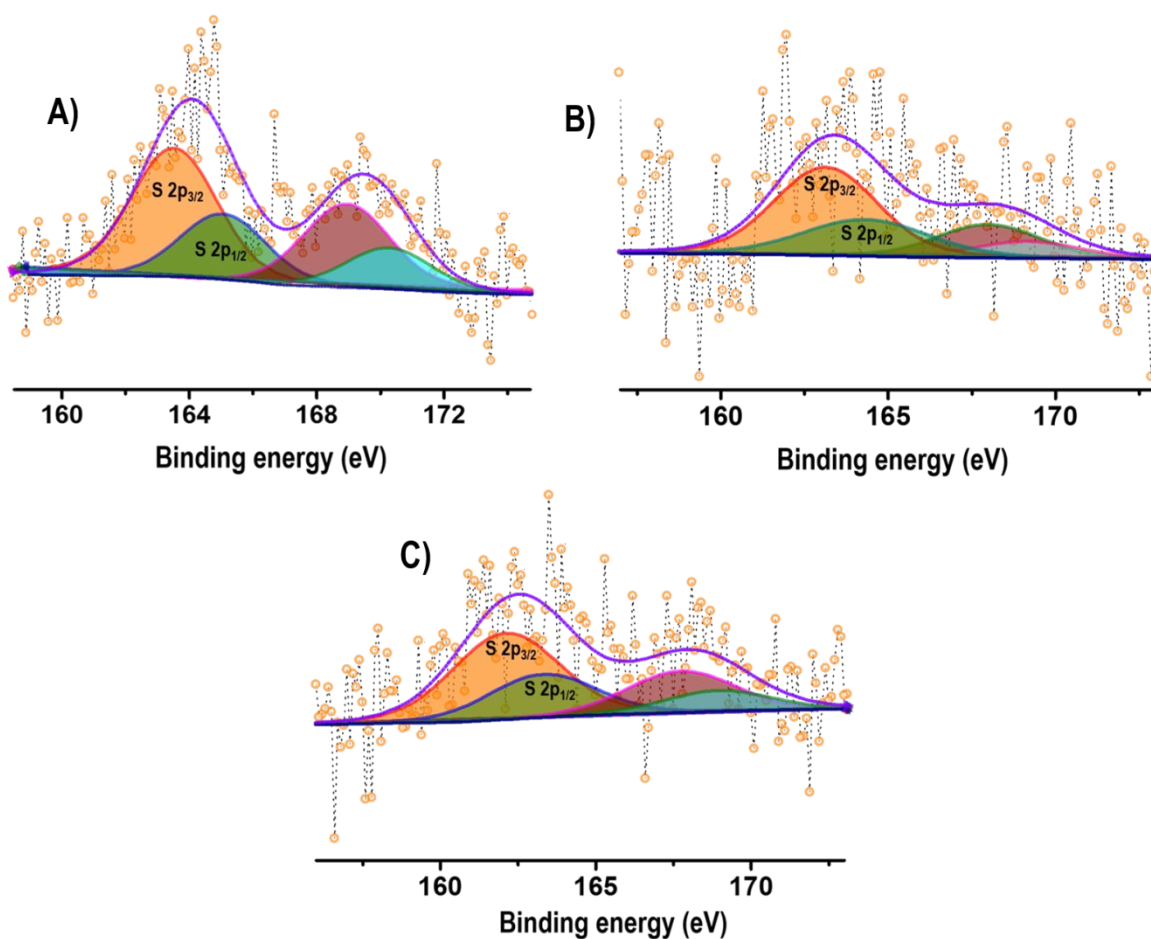 A)
S 2p3/2
S 2p1/2
160 164 168 172
Binding energy (eV)
B)
S 2p3/2
S 2p1/2
160 165 170
Binding energy (eV)
C)
S 2p3/2
S 2p1/2
160 165 170
Binding energy (eV)